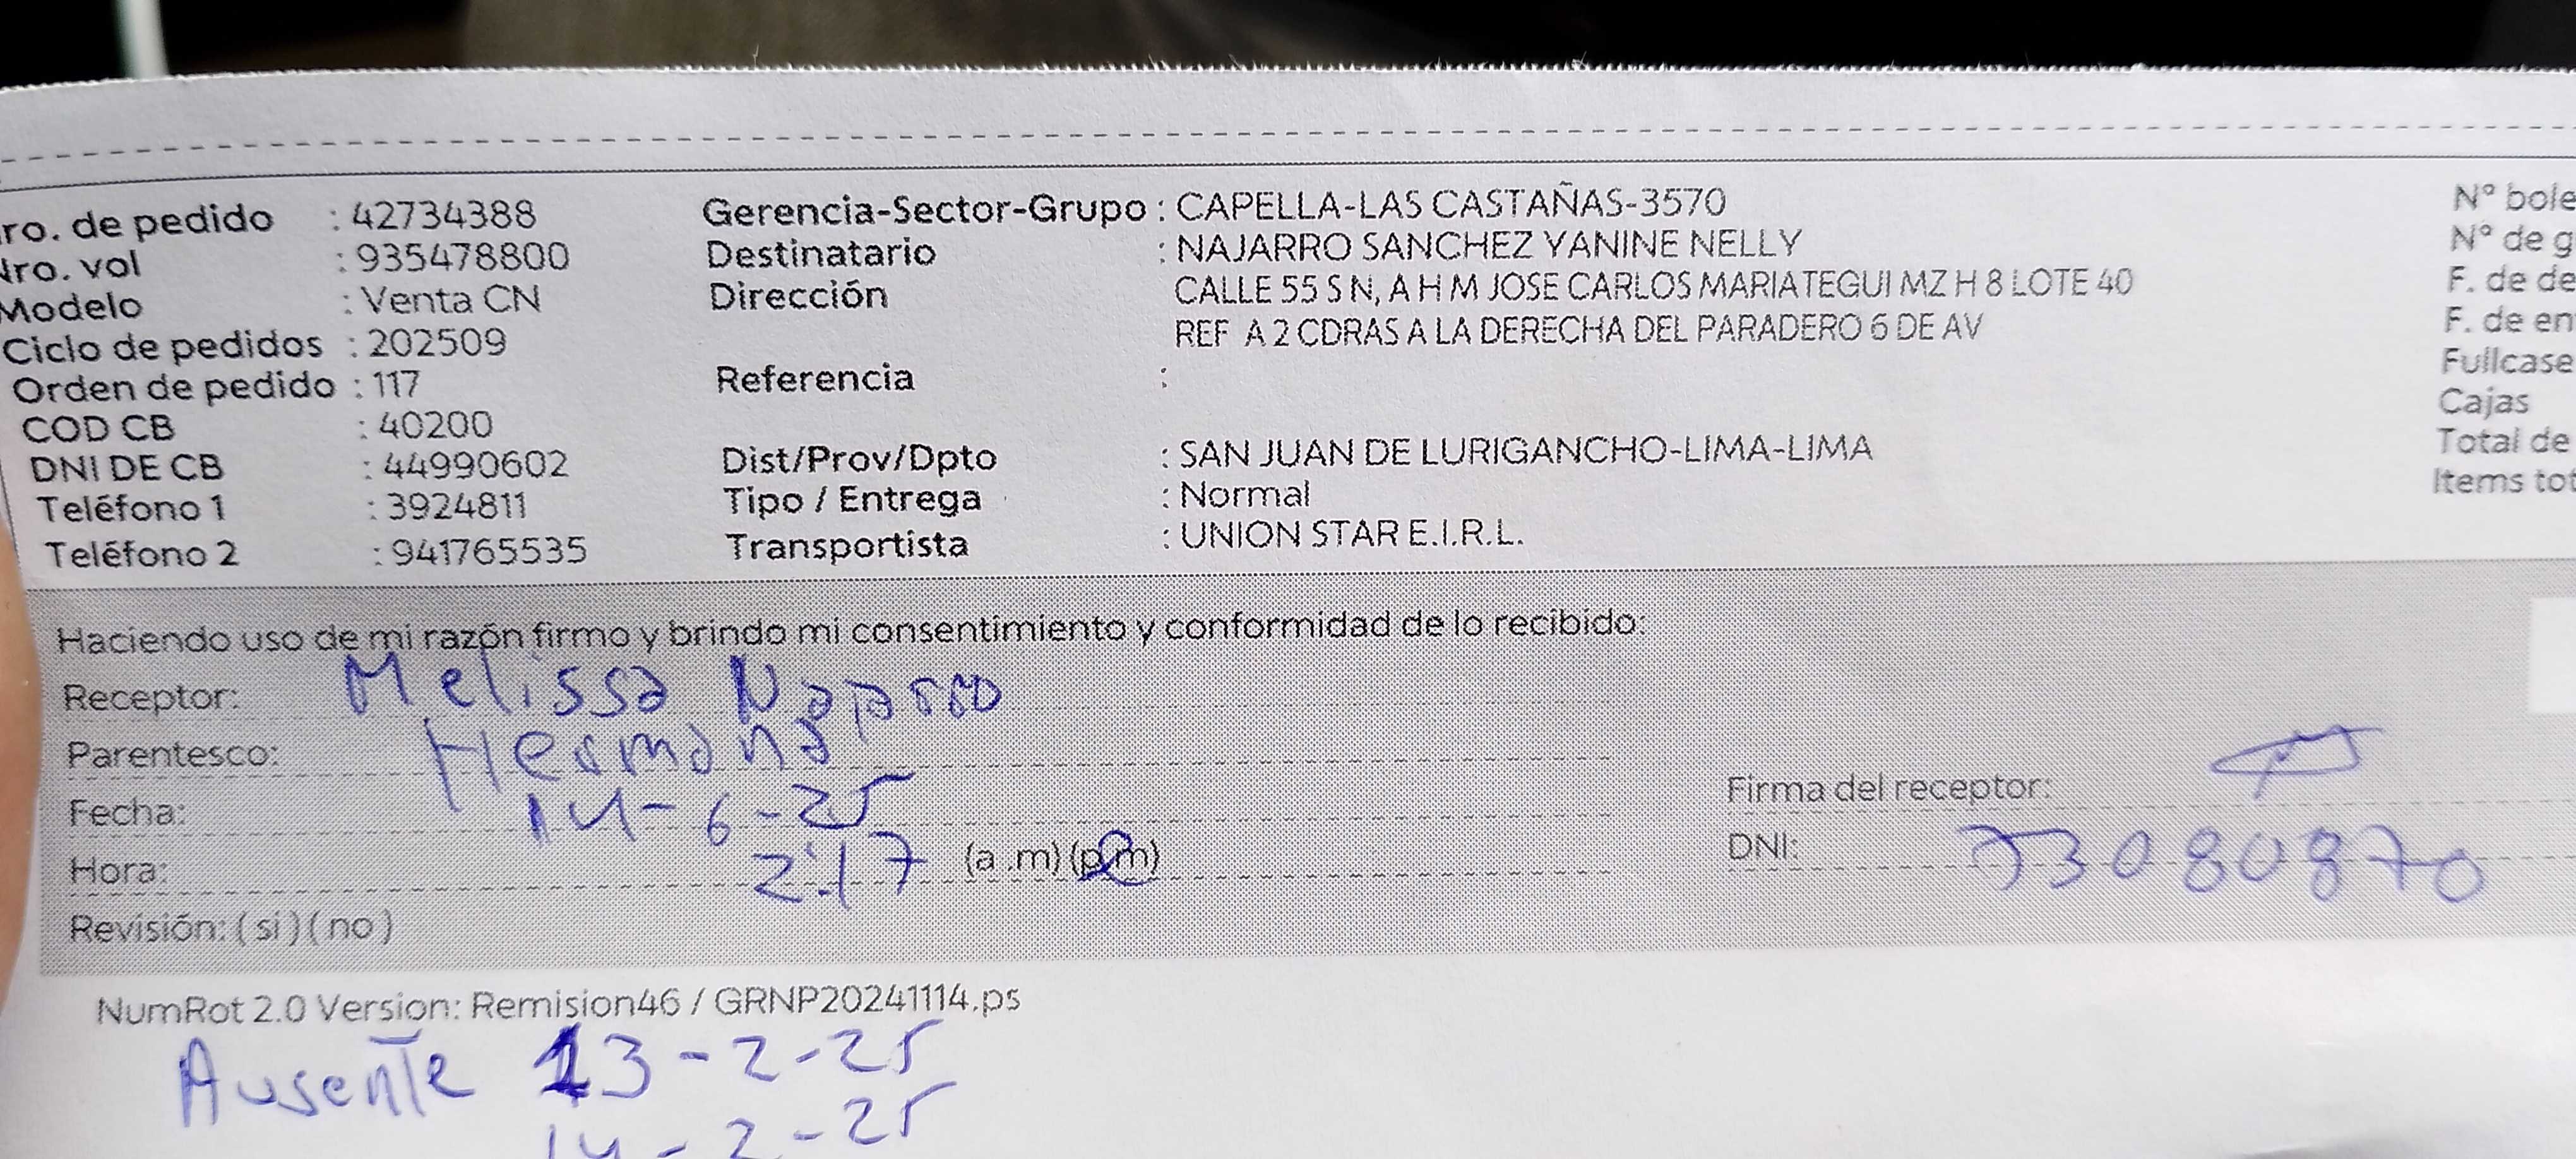 ro. de pedido : 42734388
Nro. vol : 935478800
Modelo : Venta CN
Ciclo de pedidos : 202509
Orden de pedido : 117
COD CB : 40200
DNI DE CB : 44990602
Teléfono 1 : 3924811
Teléfono 2 : 941765535
Gerencia-Sector-Grupo : CAPELLA-LAS CASTAÑAS-3570
Destinatario : NAJARRO SANCHEZ YANINE NELLY
Dirección CALLE 55 S N, A H M JOSE CARLOS MARIATEGUI MZ H 8 LOTE 40
REF A 2 CDRAS A LA DERECHA DEL PARADERO 6 DE AV
Referencia :
Dist/Prov/Dpto : SAN JUAN DE LURIGANCHO-LIMA-LIMA
Tipo / Entrega : Normal
Transportista : UNION STAR E.I.R.L.
N° bole
N° de g
F. de de
F. de en
Fullcase
Cajas
Total de
Items tot
Haciendo uso de mi razón firmo y brindo mi consentimiento y conformidad de lo recibido:
Receptor: Melissa Najarro
Parentesco: Hermana
Fecha: 14-6-25
Hora: 2:17 (a .m) (p.m)
Revisión: ( si ) ( no )
Firma del receptor:
DNI: 73080870
NumRot 2.0 Version: Remision46 / GRNP20241114.ps
Ausente 13-2-25
14-2-25